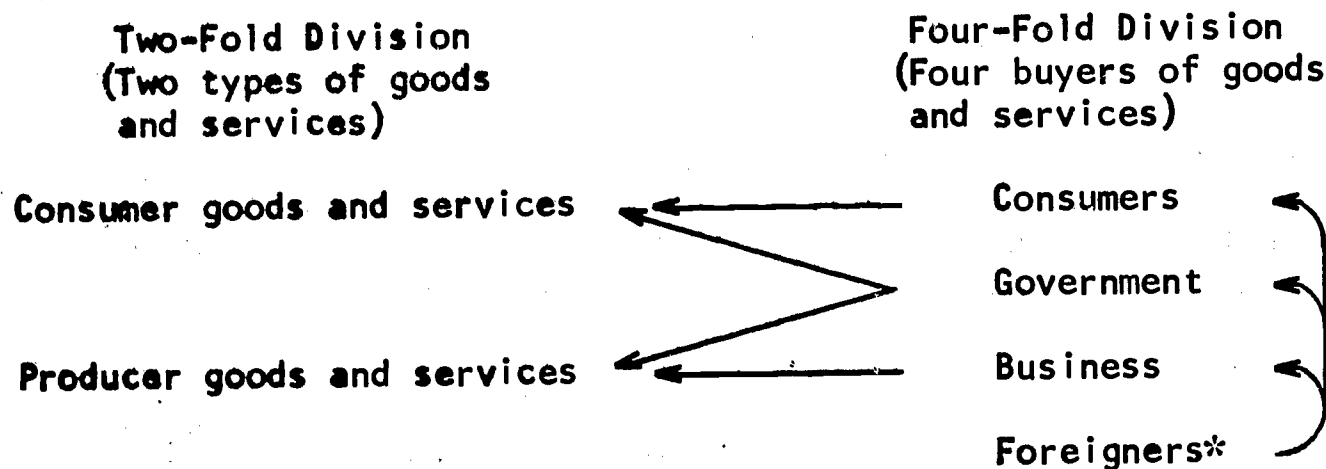 Two-Fold Division
(Two types of goods
and services)
Four-Fold Division
(Four buyers of goods
and services)
Consumer goods and services
Consumers
Government
Producer goods and services
Business
Foreigners*